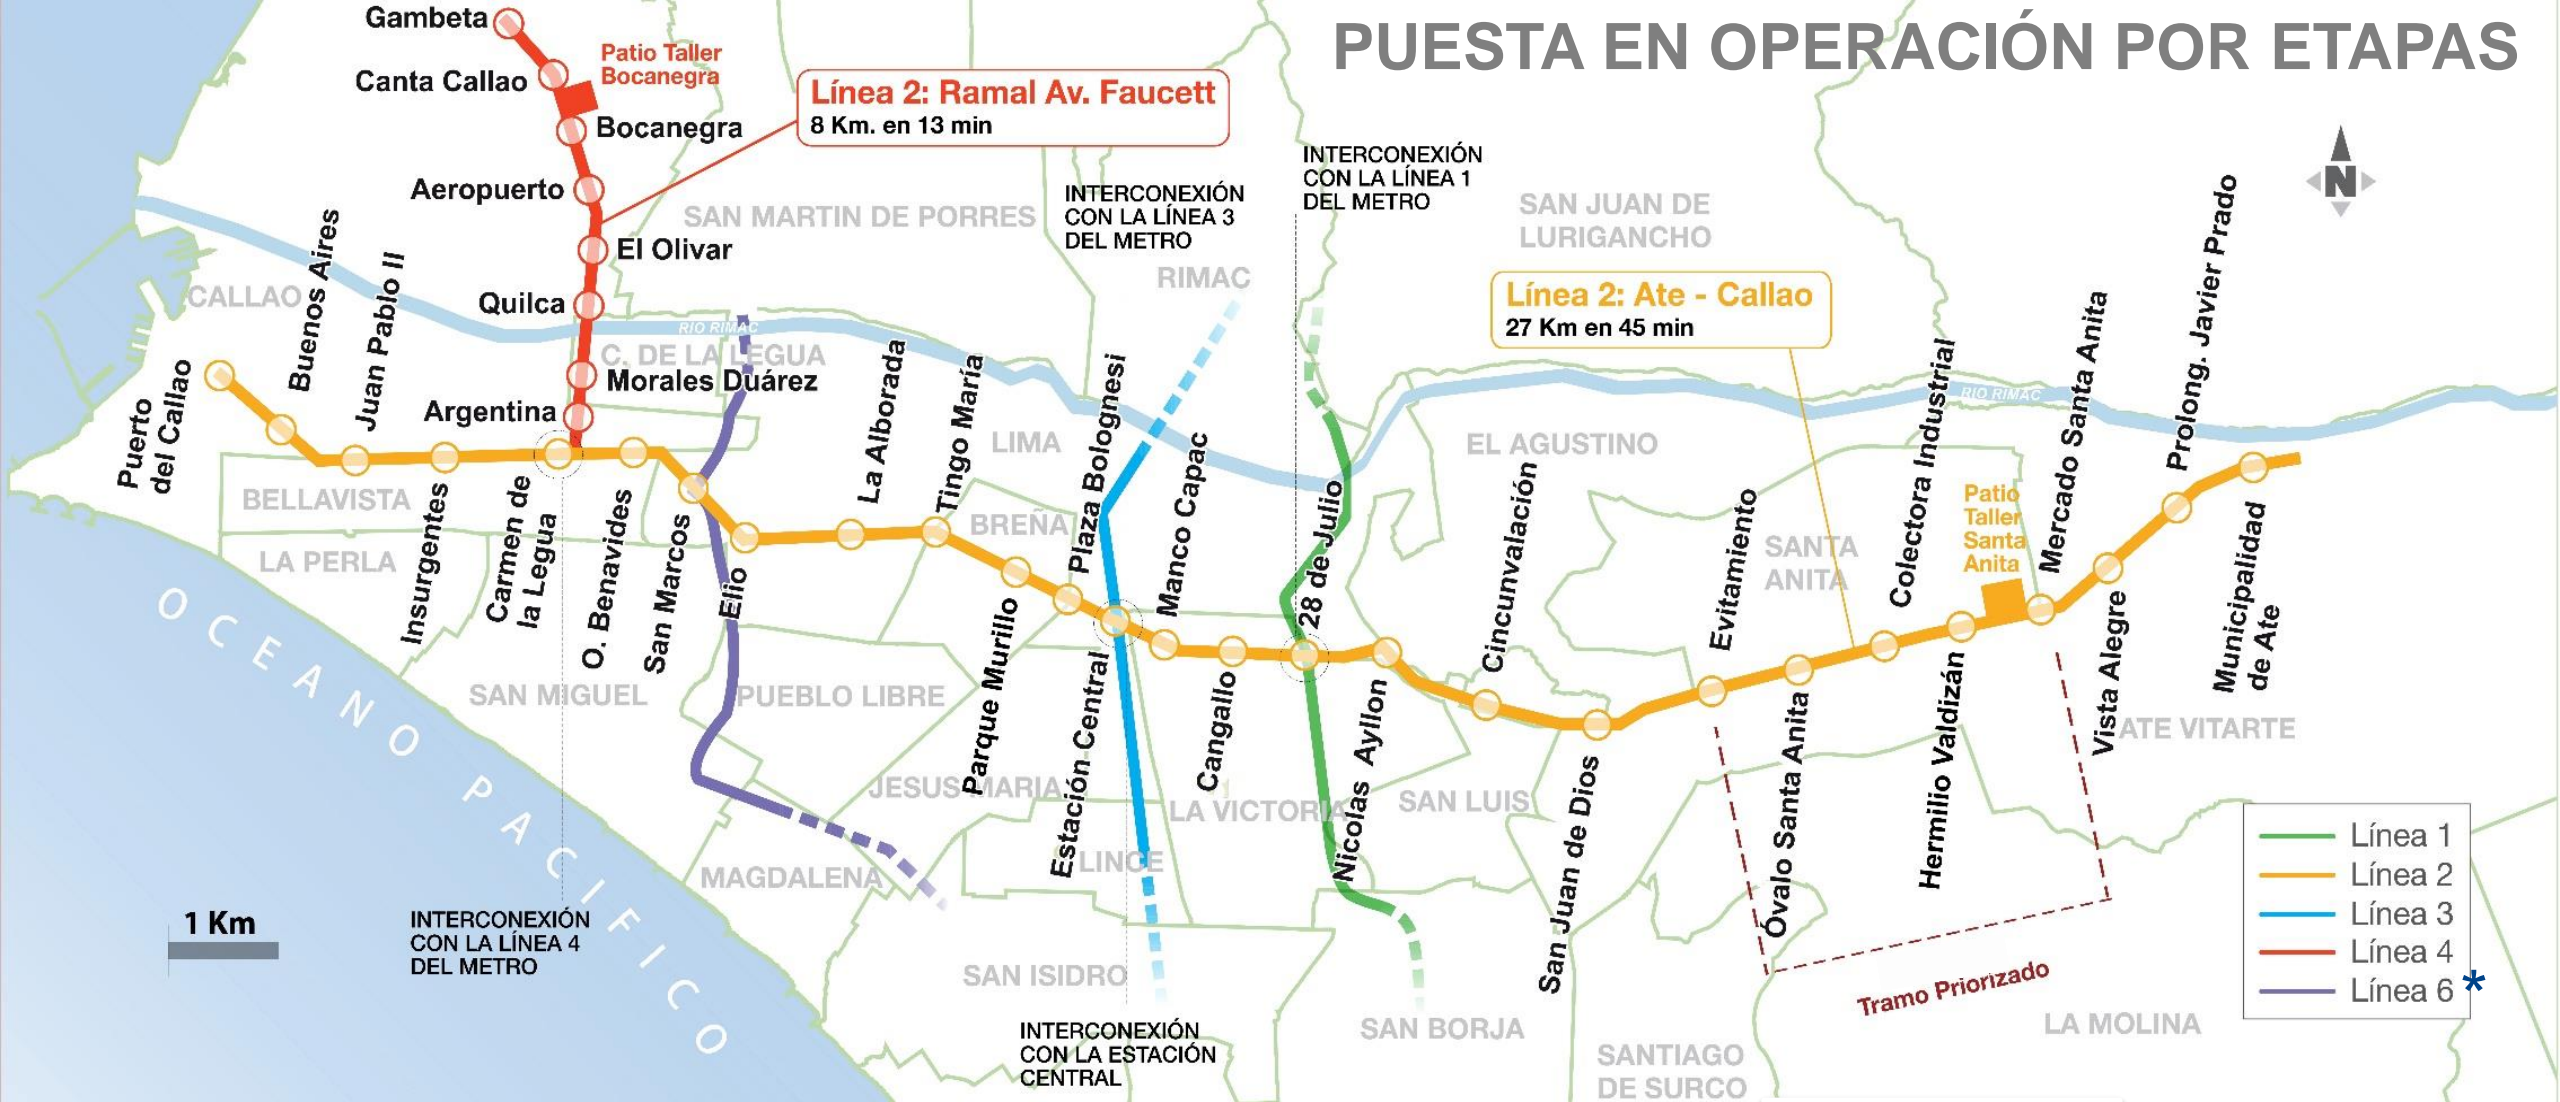 PUESTA EN OPERACIÓN POR ETAPAS
Gambeta
Canta Callao
Patio Taller
Bocanegra
Bocanegra
Aeropuerto
El Olivar
Quilca
Morales Duárez
Argentina
Línea 2: Ramal Av. Faucett
8 Km. en 13 min
INTERCONEXIÓN
CON LA LÍNEA 3
DEL METRO
INTERCONEXIÓN
CON LA LÍNEA 1
DEL METRO
N
SAN MARTIN DE PORRES
SAN JUAN DE
LURIGANCHO
RIMAC
CALLAO
C. DE LA LEGUA
RIO RIMAC
RIO RIMAC
Línea 2: Ate - Callao
27 Km en 45 min
LIMA
EL AGUSTINO
BELLAVISTA
LA PERLA
BREÑA
SANTA
ANITA
Patio
Taller
Santa
Anita
Puerto
del Callao
Buenos Aires
Juan Pablo II
Insurgentes
Carmen de
la Legua
O. Benavides
San Marcos
Elio
La Alborada
Tingo María
Parque Murillo
Plaza Bolognesi
Estación Central
Manco Capac
Cangallo
28 de Julio
Nicolas Ayllon
Cincunvalación
San Juan de Dios
Evitamiento
Óvalo Santa Anita
Colectora Industrial
Hermilio Valdizán
Mercado Santa Anita
Vista Alegre
Prolong. Javier Prado
Municipalidad
de Ate
SAN MIGUEL
PUEBLO LIBRE
JESUS MARIA
LA VICTORIA
SAN LUIS
ATE VITARTE
MAGDALENA
LINCE
SAN ISIDRO
SAN BORJA
SANTIAGO
DE SURCO
LA MOLINA
OCEANO PACIFICO
1 Km
INTERCONEXIÓN
CON LA LÍNEA 4
DEL METRO
INTERCONEXIÓN
CON LA ESTACIÓN
CENTRAL
Tramo Priorizado
Línea 1
Línea 2
Línea 3
Línea 4
Línea 6 *